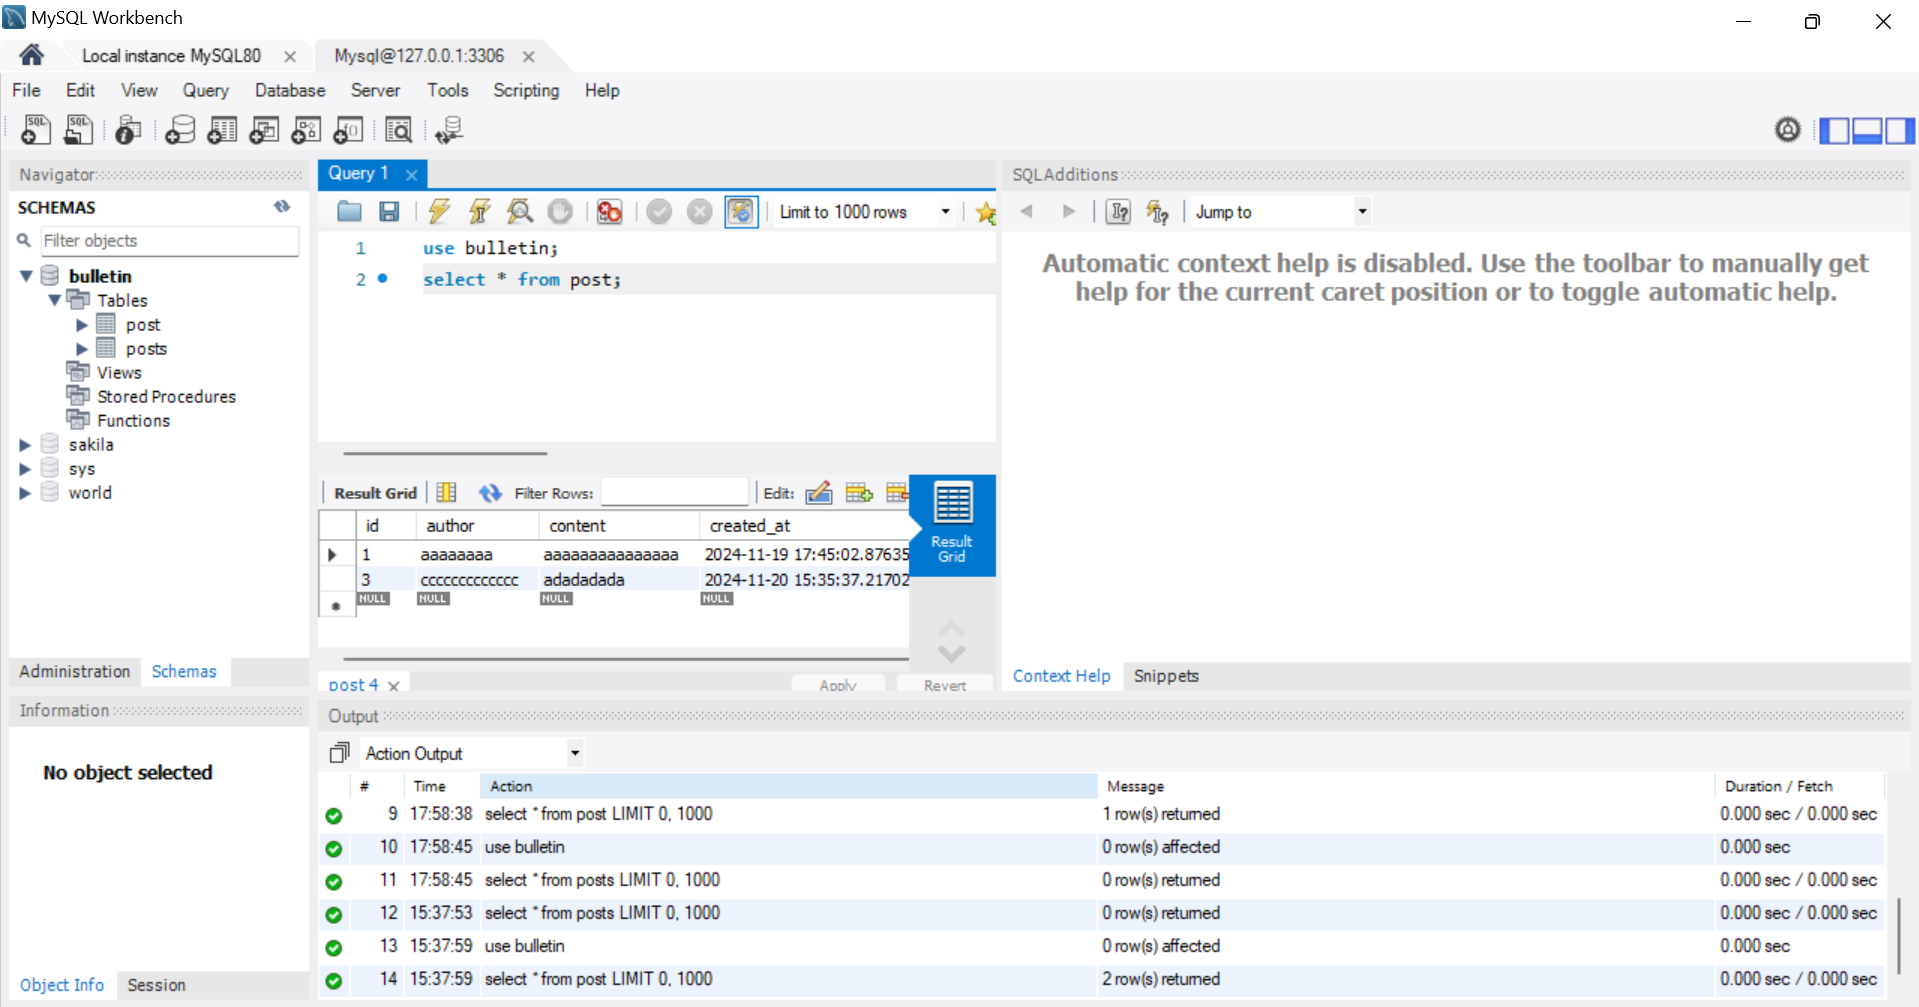 MySQL Workbench
Local instance MySQL80
Mysql@127.0.0.1:3306
File Edit View Query Database Server Tools Scripting Help
Navigator
SCHEMAS
Filter objects
bulletin
Tables
post
posts
Views
Stored Procedures
Functions
sakila
sys
world
Administration Schemas
Information
No object selected
Object Info Session
Query 1
Limit to 1000 rows
1 use bulletin;
2 select * from post;
Result Grid Filter Rows: Edit:
id author content created_at
1 aaaaaaaa aaaaaaaaaaaaaaa 2024-11-19 17:45:02.87635
3 ccccccccccccc adadadada 2024-11-20 15:35:37.21702
NULL NULL NULL NULL
Result
Grid
post 4 Apply Revert
SQLAdditions
Jump to
Automatic context help is disabled. Use the toolbar to manually get
help for the current caret position or to toggle automatic help.
Context Help Snippets
Output
Action Output
# Time Action Message Duration / Fetch
9 17:58:38 select * from post LIMIT 0, 1000 1 row(s) returned 0.000 sec / 0.000 sec
10 17:58:45 use bulletin 0 row(s) affected 0.000 sec
11 17:58:45 select * from posts LIMIT 0, 1000 0 row(s) returned 0.000 sec / 0.000 sec
12 15:37:53 select * from posts LIMIT 0, 1000 0 row(s) returned 0.000 sec / 0.000 sec
13 15:37:59 use bulletin 0 row(s) affected 0.000 sec
14 15:37:59 select * from post LIMIT 0, 1000 2 row(s) returned 0.000 sec / 0.000 sec